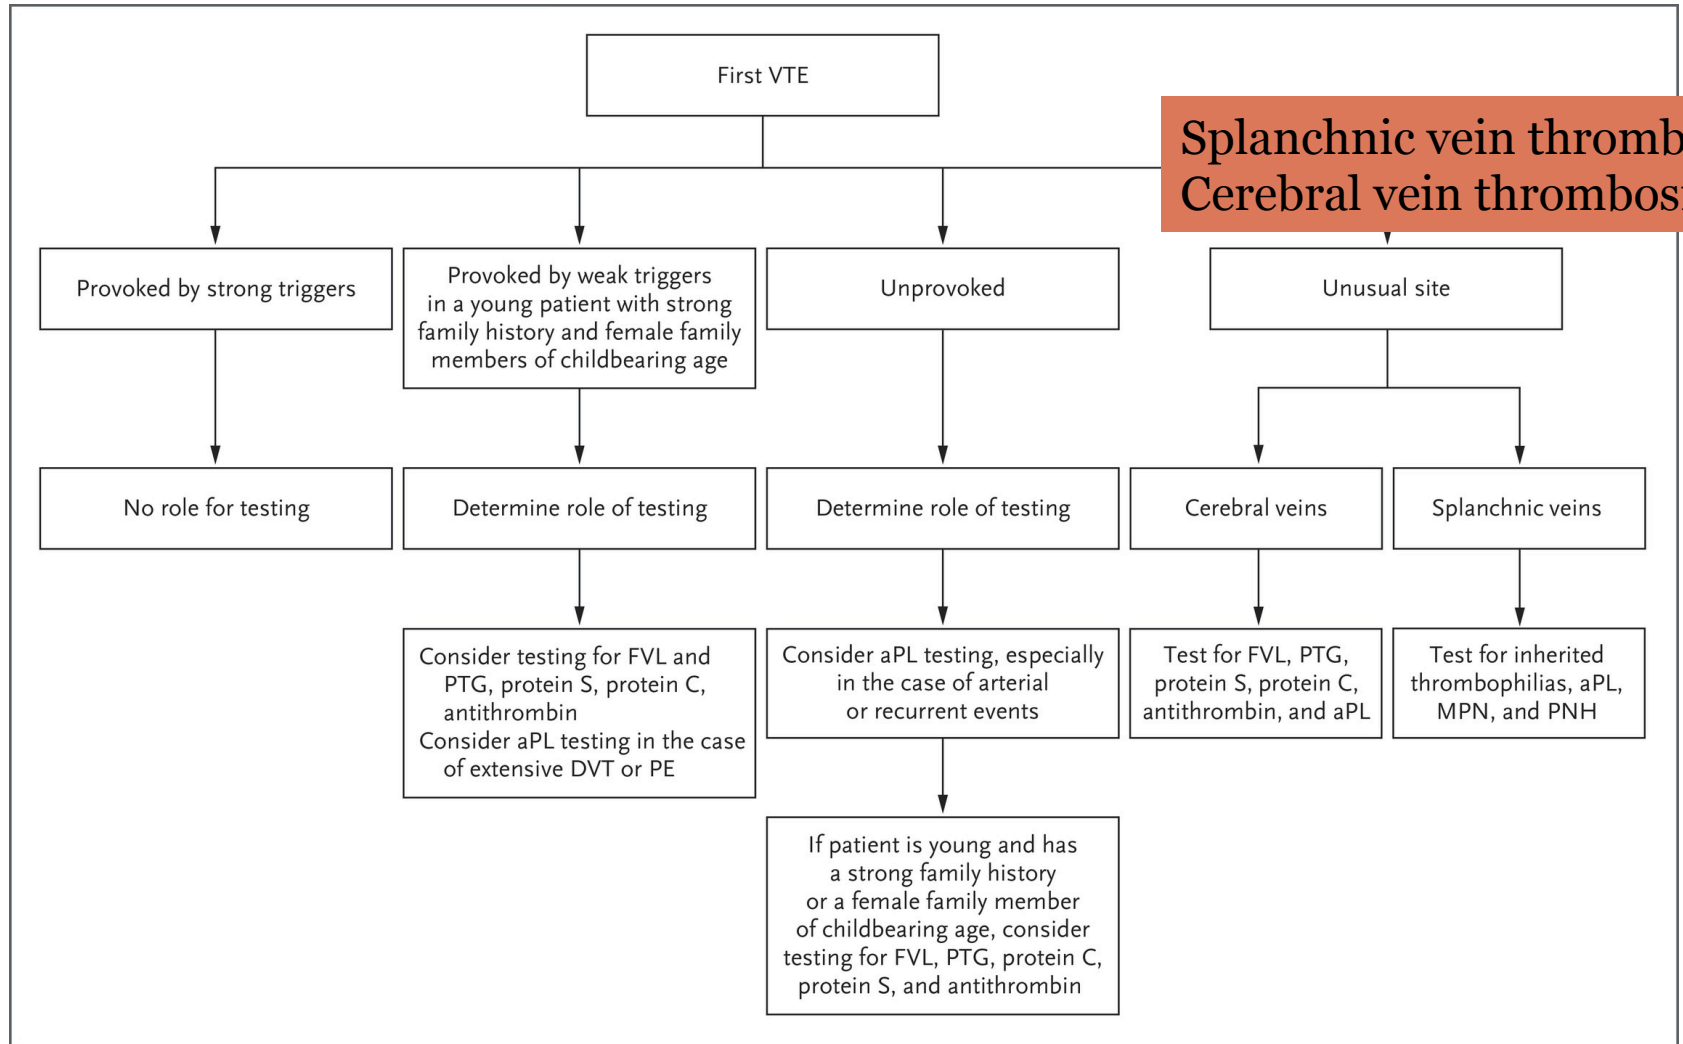 First VTE
Splanchnic vein
Cerebral vein
Provoked by strong triggers
Provoked by weak triggers
in a young patient with strong
family history and female family
members of childbearing age
Unprovoked
Unusual site
No role for testing
Determine role of testing
Determine role of testing
Cerebral veins
Splanchnic veins
Consider testing for FVL and
PTG, protein S, protein C,
antithrombin
Consider aPL testing in the case
of extensive DVT or PE
Consider aPL testing, especially
in the case of arterial
or recurrent events
Test for FVL, PTG,
protein S, protein C,
antithrombin, and aPL
Test for inherited
thrombophilias, aPL,
MPN, and PNH
If patient is young and has
a strong family history
or a female family member
of childbearing age, consider
testing for FVL, PTG, protein C,
protein S, and antithrombin